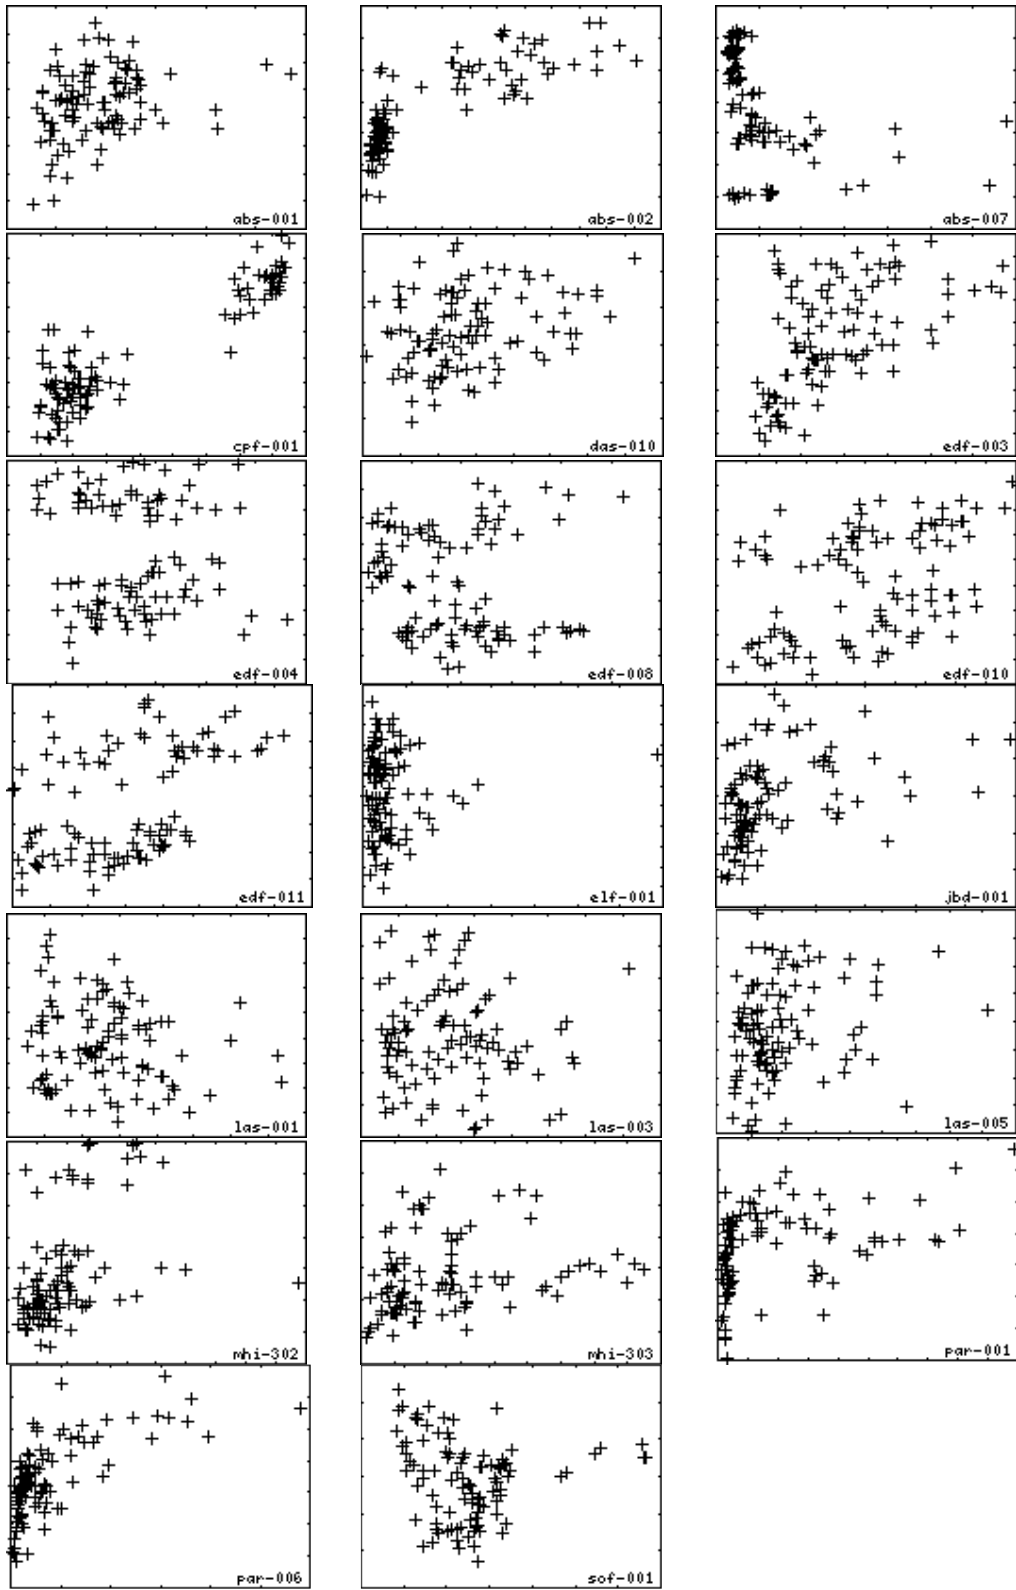 abs-001
abs-002
abs-007
cpf-001
das-010
edf-003
edf-004
edf-008
edf-010
edf-011
elf-001
jbd-001
las-001
las-003
las-005
mhi-302
mhi-303
par-001
par-006
sof-001